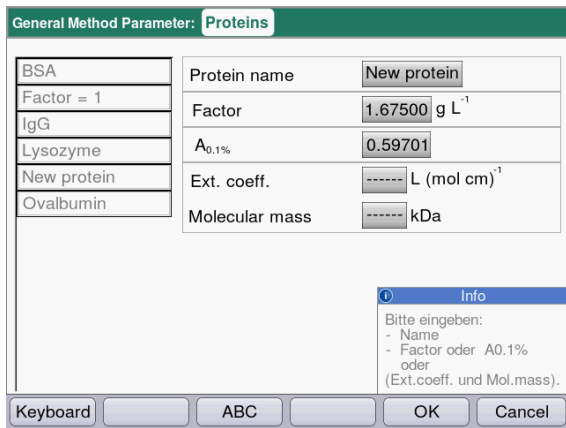 General Method Parameter: Proteins
BSA
Factor = 1
IgG
Lysozyme
New protein
Ovalbumin
Protein name New protein
Factor 1.67500 g L⁻¹
A₀.₁% 0.59701
Ext. coeff. ------ L (mol cm)⁻¹
Molecular mass ------ kDa
Info
Bitte eingeben:
- Name
- Factor oder A0.1%
oder
(Ext.coeff. und Mol.mass).
Keyboard ABC OK Cancel